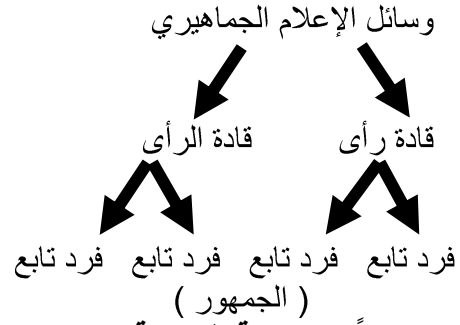 وسائل الإعلام الجماهيري
قادة رأى قادة الرأى
فرد تابع فرد تابع فرد تابع فرد تابع
( الجمهور )